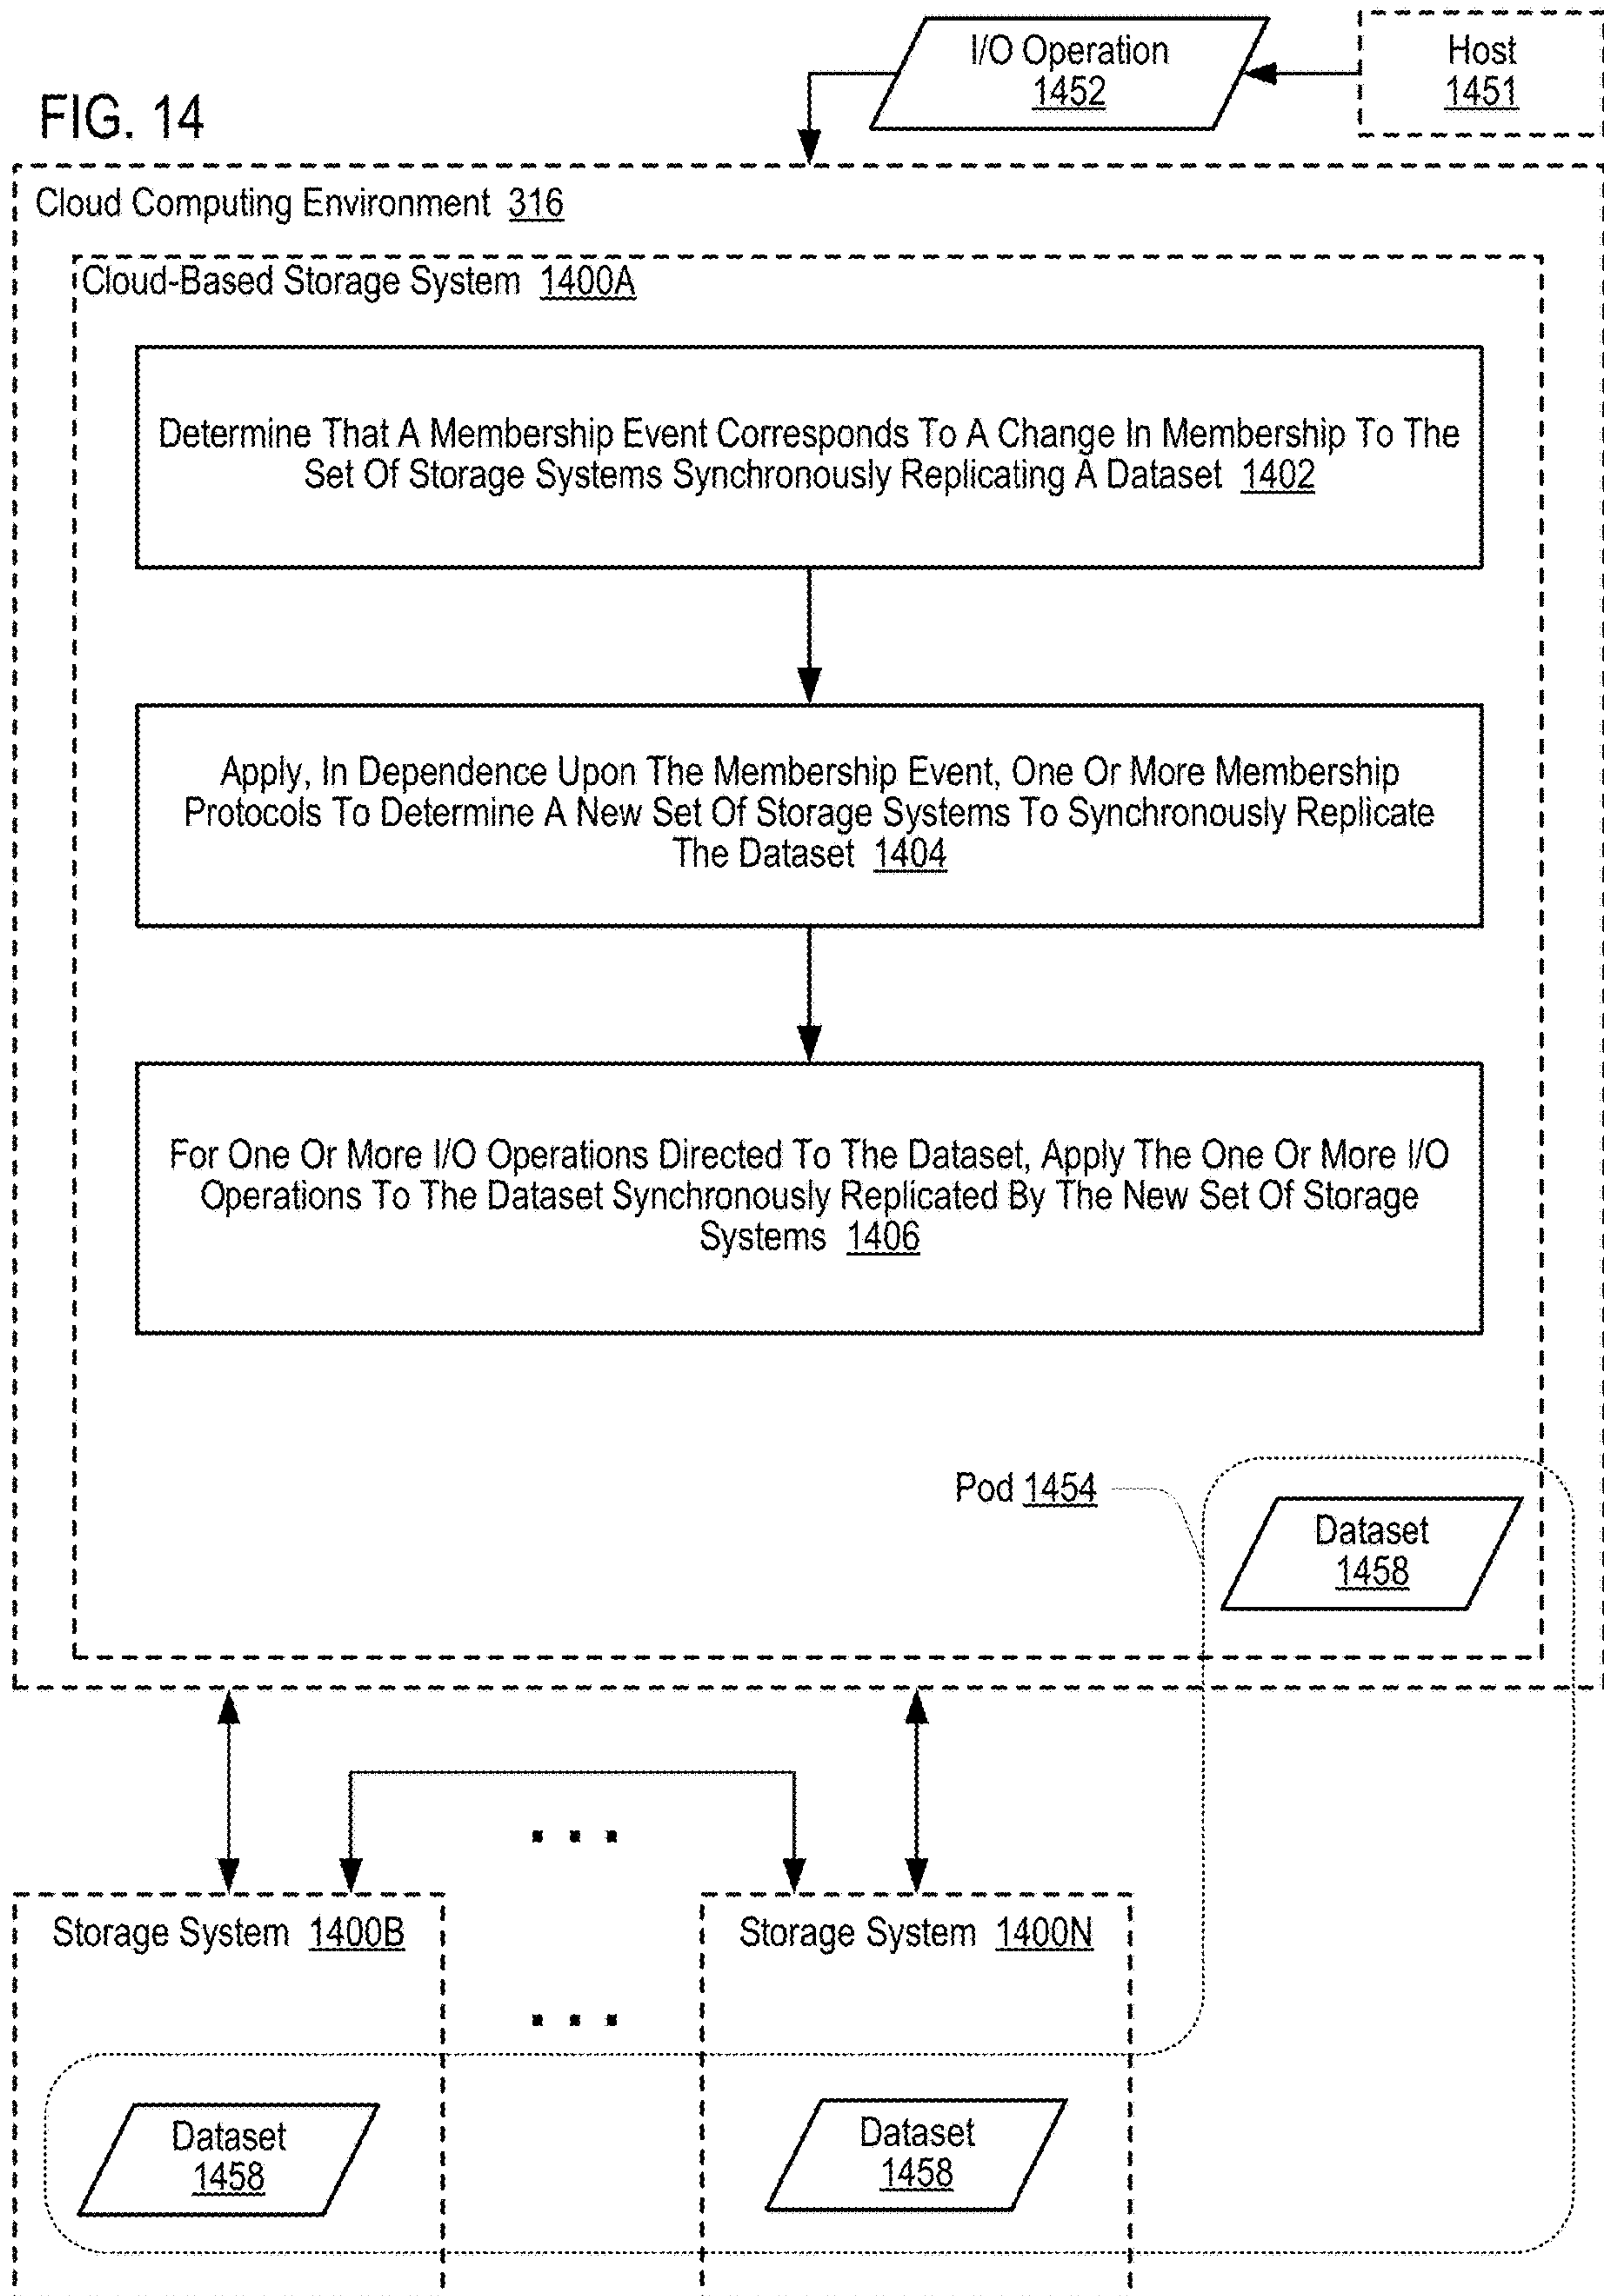 I/O Operation
1452
Host
1451
FIG. 14
Cloud Computing Environment 316
Cloud-Based Storage System 1400A
Determine That A Membership Event Corresponds To A Change In Membership To The
Set Of Storage Systems Synchronously Replicating A Dataset 1402
Apply, In Dependence Upon The Membership Event, One Or More Membership
Protocols To Determine A New Set Of Storage Systems To Synchronously Replicate
The Dataset 1404
For One Or More I/O Operations Directed To The Dataset, Apply The One Or More I/O
Operations To The Dataset Synchronously Replicated By The New Set Of Storage
Systems 1406
Pod 1454
Dataset
1458
Storage System 1400B
Storage System 1400N
Dataset
1458
Dataset
1458